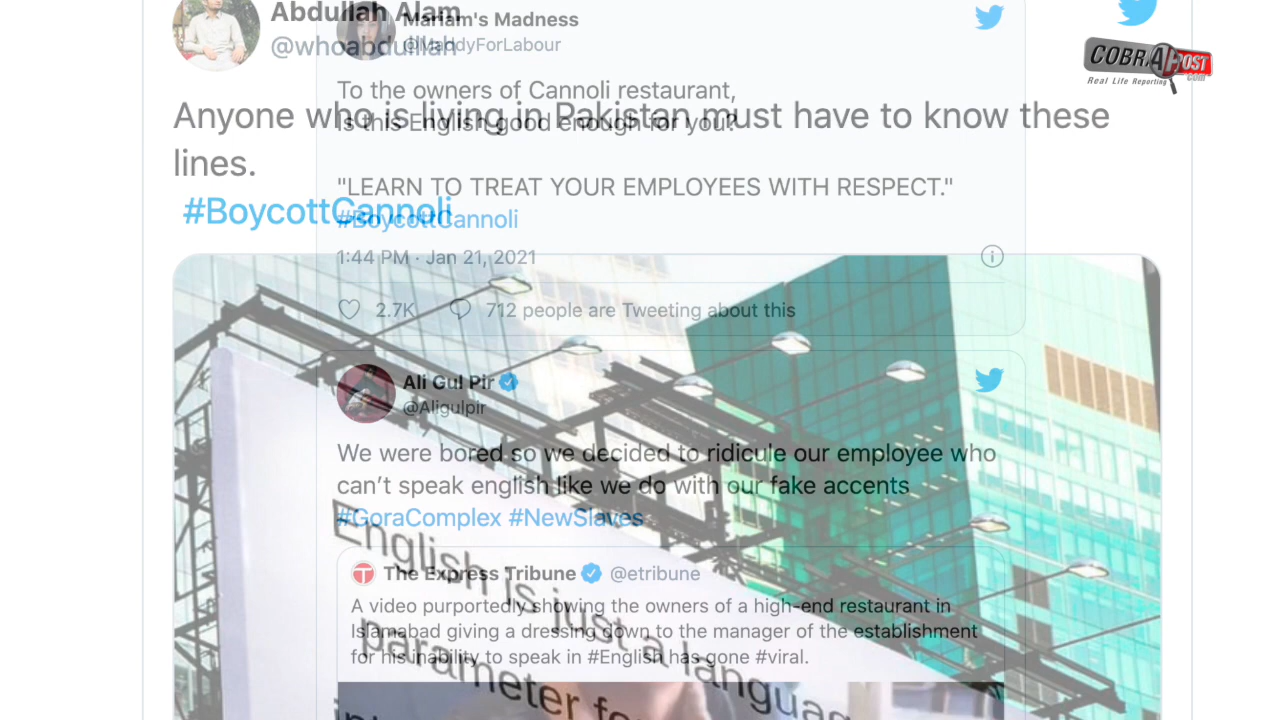 Abdullah Alam
@whoabdulllah
Anyone who is living in Pakistan must have to know these
lines.
#BoycottCannoli
Mariam's Madness
@MaddyForLabour
To the owners of Cannoli restaurant,
Is this English good enough for you?
"LEARN TO TREAT YOUR EMPLOYEES WITH RESPECT."
#BoycottCannoli
1:44 PM · Jan 21, 2021
2.7K 712 people are Tweeting about this
Ali Gul Pir
@Aligulpir
We were bored so we decided to ridicule our employee who
can't speak english like we do with our fake accents
#GoraComplex #NewSlaves
The Express Tribune @etribune
A video purportedly showing the owners of a high-end restaurant in
Islamabad giving a dressing down to the manager of the establishment
for his inability to speak in #English has gone #viral.
English is just a
parameter
COBRAPOST
.com
Real Life Reporting